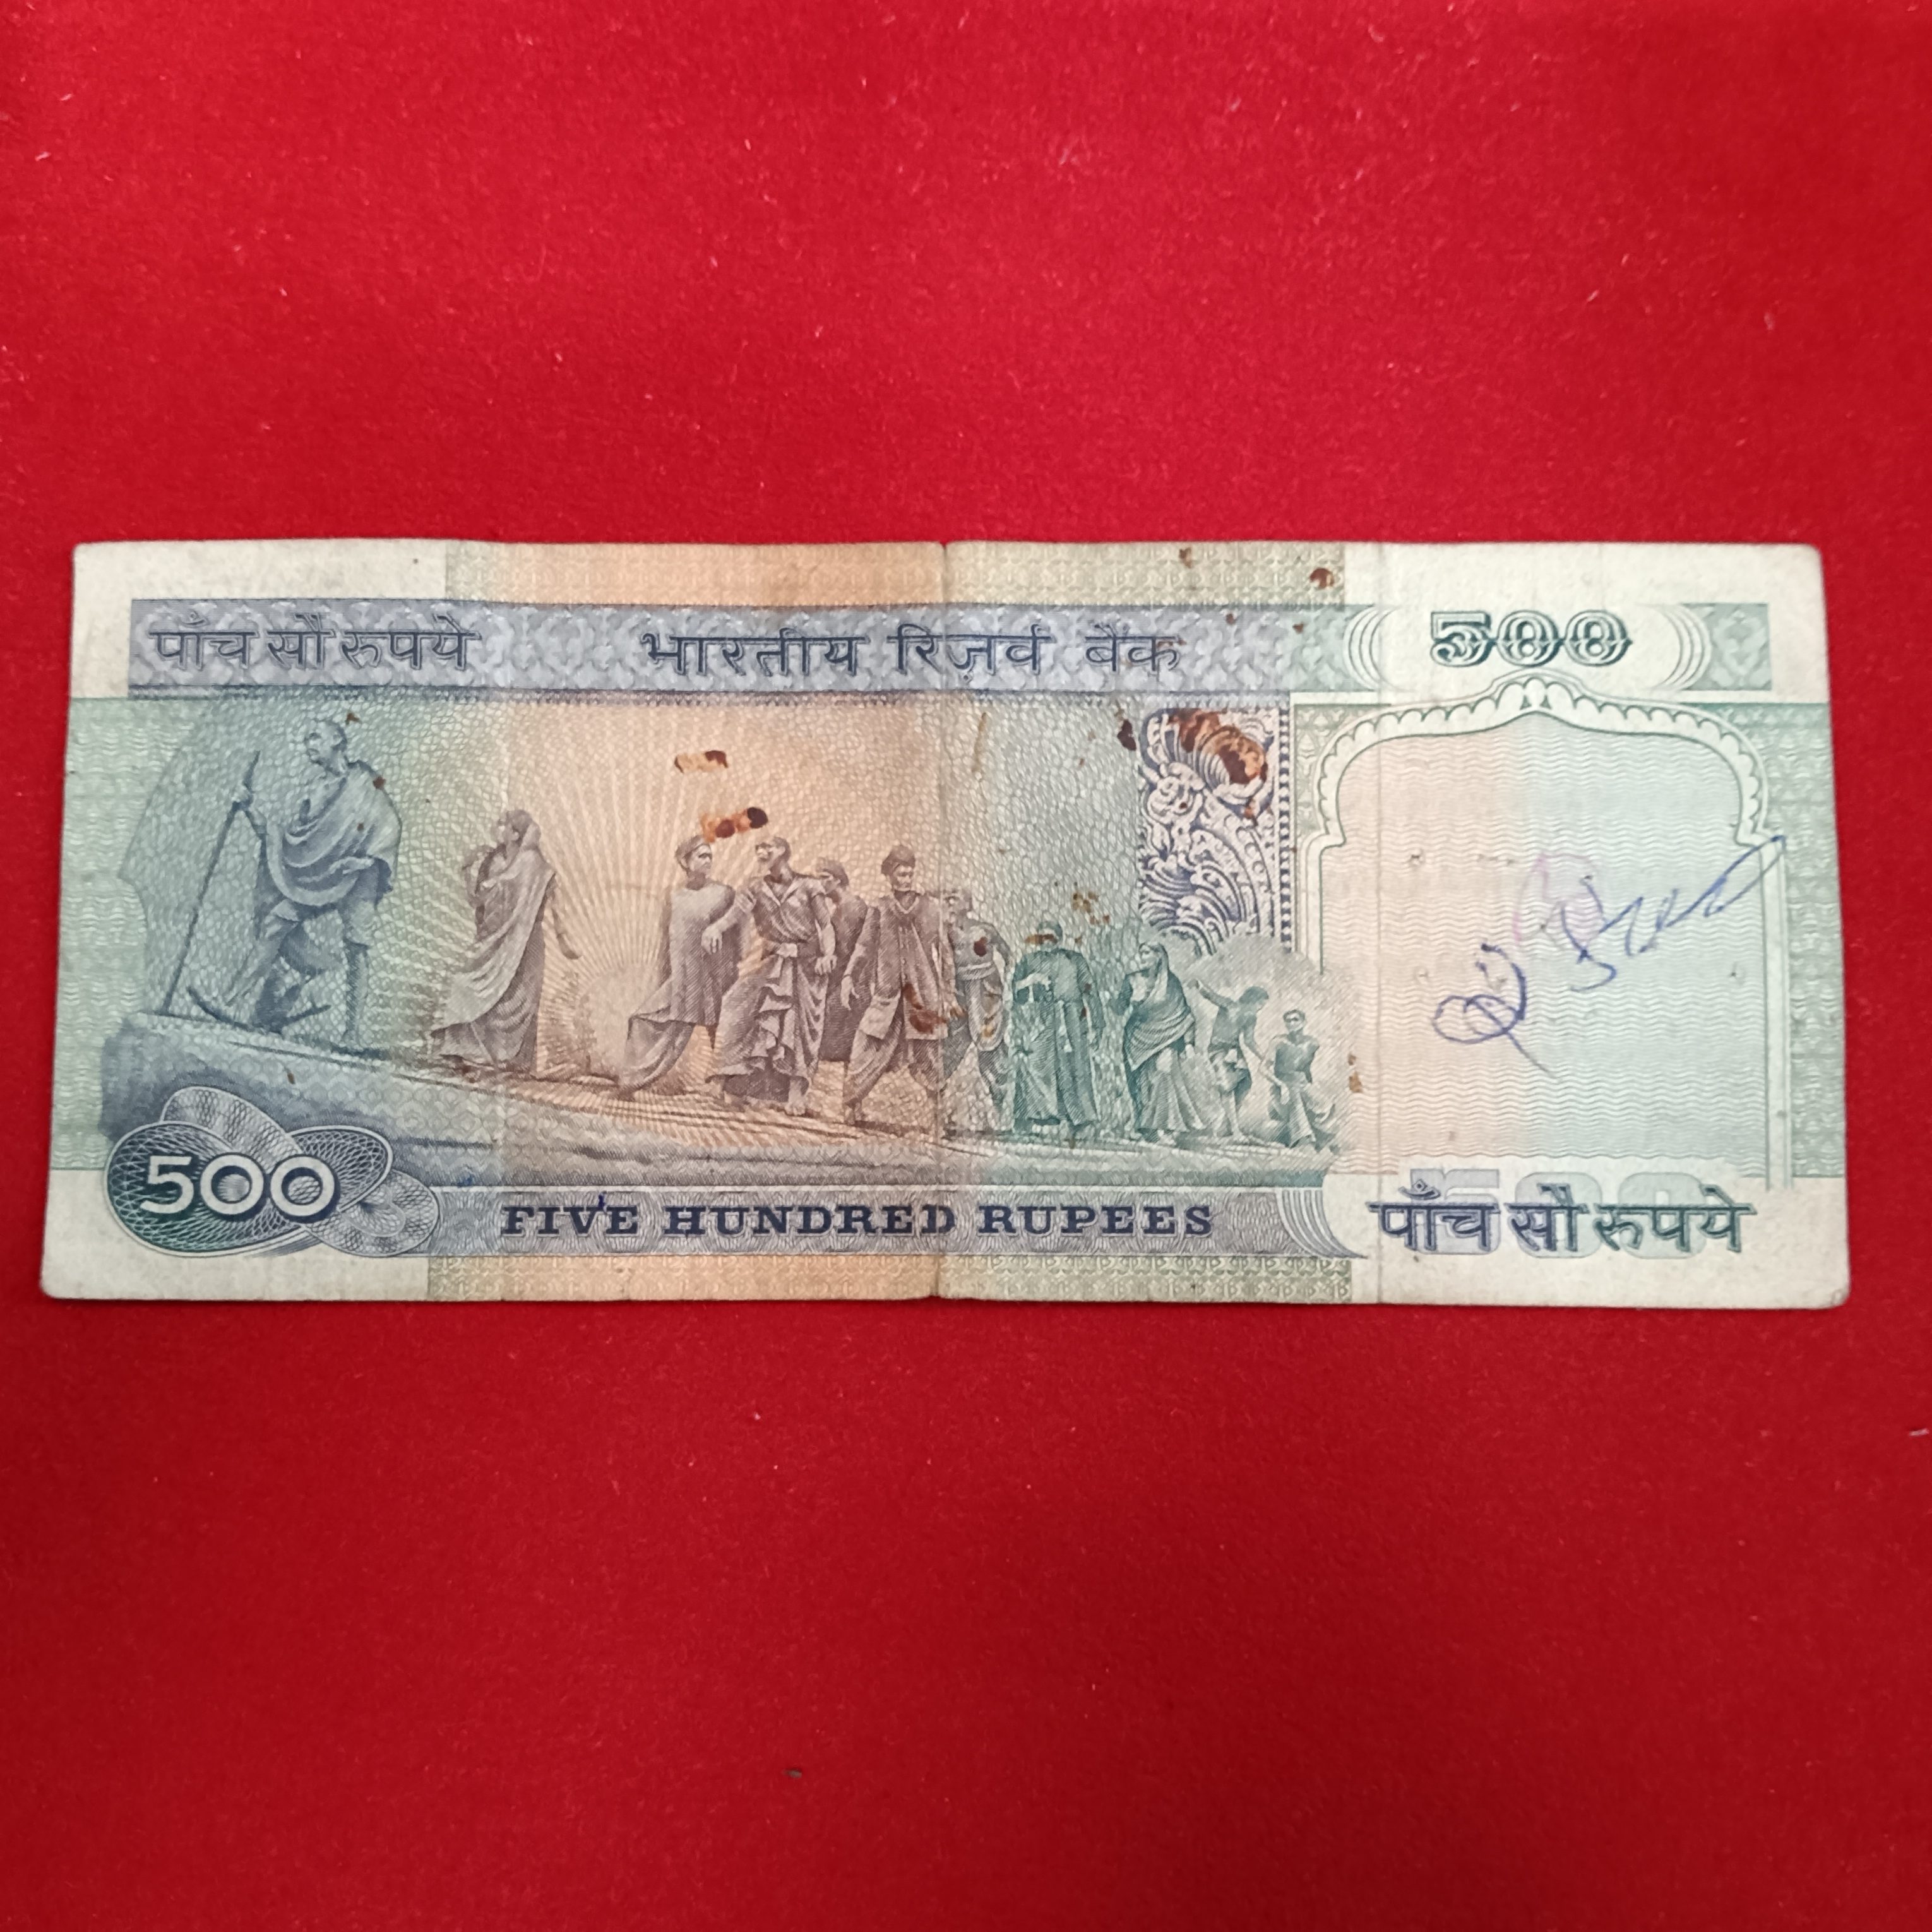 पाँच सौ रुपये भारतीय रिज़र्व बैंक 500
500 FIVE HUNDRED RUPEES पाँच सौ रुपये